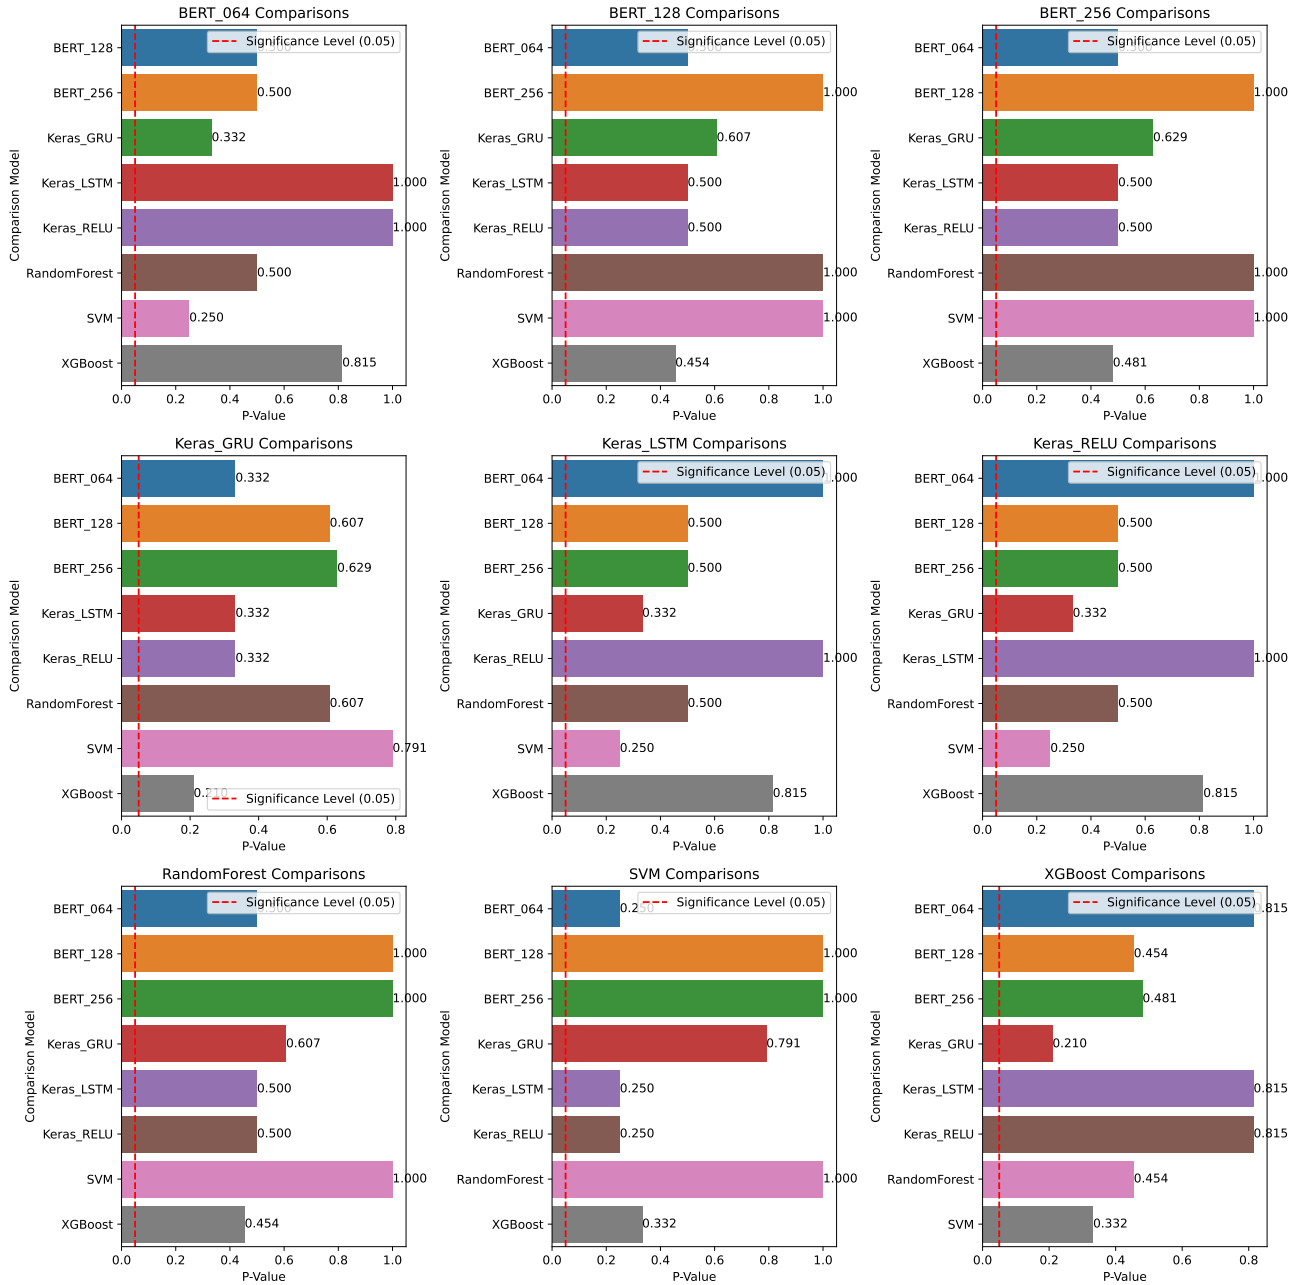 BERT_064 Comparisons
Significance Level (0.05)
Comparison Model
BERT_128 0.500
BERT_256 0.500
Keras_GRU 0.332
Keras_LSTM 1.000
Keras_RELU 1.000
RandomForest 0.500
SVM 0.250
XGBoost 0.815
0.0 0.2 0.4 0.6 0.8 1.0
P-Value
BERT_128 Comparisons
Significance Level (0.05)
Comparison Model
BERT_064 0.500
BERT_256 1.000
Keras_GRU 0.607
Keras_LSTM 0.500
Keras_RELU 0.500
RandomForest 1.000
SVM 1.000
XGBoost 0.454
0.0 0.2 0.4 0.6 0.8 1.0
P-Value
BERT_256 Comparisons
Significance Level (0.05)
Comparison Model
BERT_064 0.500
BERT_128 1.000
Keras_GRU 0.629
Keras_LSTM 0.500
Keras_RELU 0.500
RandomForest 1.000
SVM 1.000
XGBoost 0.481
0.0 0.2 0.4 0.6 0.8 1.0
P-Value
Keras_GRU Comparisons
Comparison Model
BERT_064 0.332
BERT_128 0.607
BERT_256 0.629
Keras_LSTM 0.332
Keras_RELU 0.332
RandomForest 0.607
SVM 0.791
XGBoost 0.210
Significance Level (0.05)
0.0 0.2 0.4 0.6 0.8
P-Value
Keras_LSTM Comparisons
Significance Level (0.05)
Comparison Model
BERT_064 1.000
BERT_128 0.500
BERT_256 0.500
Keras_GRU 0.332
Keras_RELU 1.000
RandomForest 0.500
SVM 0.250
XGBoost 0.815
0.0 0.2 0.4 0.6 0.8 1.0
P-Value
Keras_RELU Comparisons
Significance Level (0.05)
Comparison Model
BERT_064 1.000
BERT_128 0.500
BERT_256 0.500
Keras_GRU 0.332
Keras_LSTM 1.000
RandomForest 0.500
SVM 0.250
XGBoost 0.815
0.0 0.2 0.4 0.6 0.8 1.0
P-Value
RandomForest Comparisons
Significance Level (0.05)
Comparison Model
BERT_064 0.500
BERT_128 1.000
BERT_256 1.000
Keras_GRU 0.607
Keras_LSTM 0.500
Keras_RELU 0.500
SVM 1.000
XGBoost 0.454
0.0 0.2 0.4 0.6 0.8 1.0
P-Value
SVM Comparisons
Significance Level (0.05)
Comparison Model
BERT_064 0.250
BERT_128 1.000
BERT_256 1.000
Keras_GRU 0.791
Keras_LSTM 0.250
Keras_RELU 0.250
RandomForest 1.000
XGBoost 0.332
0.0 0.2 0.4 0.6 0.8 1.0
P-Value
XGBoost Comparisons
Significance Level (0.05)
Comparison Model
BERT_064 0.815
BERT_128 0.454
BERT_256 0.481
Keras_GRU 0.210
Keras_LSTM 0.815
Keras_RELU 0.815
RandomForest 0.454
SVM 0.332
0.0 0.2 0.4 0.6 0.8
P-Value